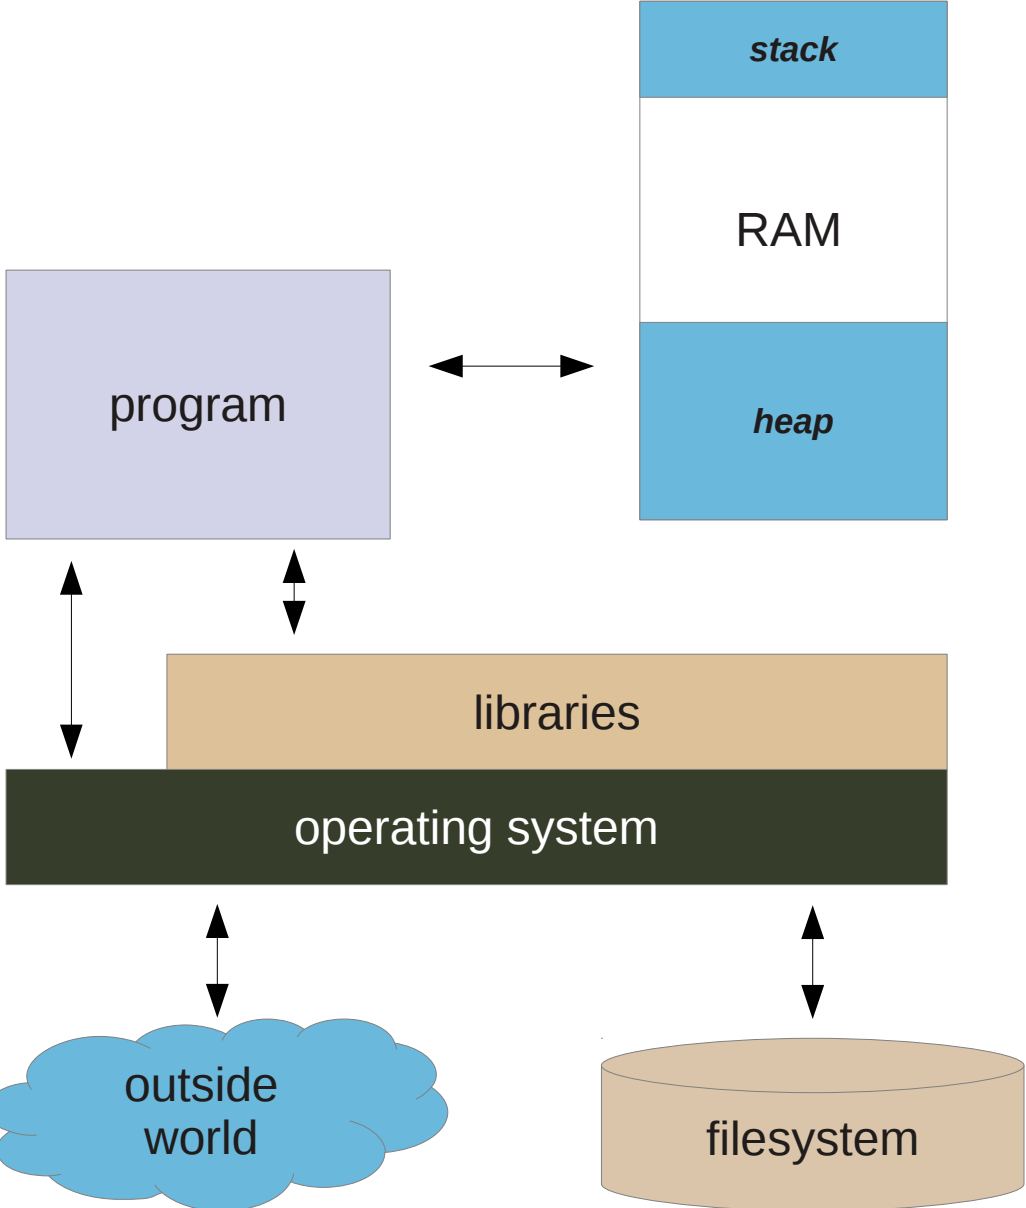 stack
RAM
program
heap
libraries
operating system
outside
world
filesystem